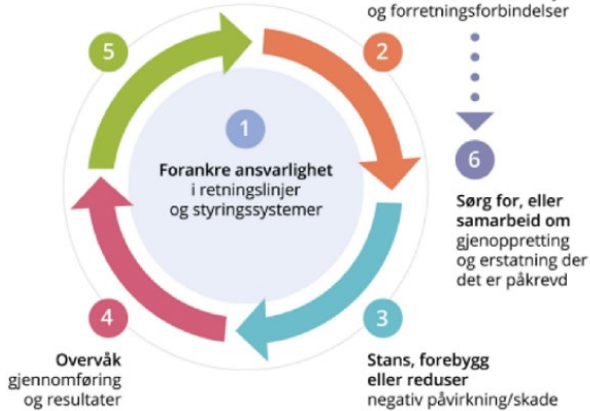 og forretningsforbindelser
5
2
1
Forankre ansvarlighet
i retningslinjer
og styringssystemer
6
Sørg for, eller
samarbeid om
gjenoppretting
og erstatning der
det er påkrevd
4
3
Overvåk
gjennomføring
og resultater
Stans, forebygg
eller reduser
negativ påvirkning/skade